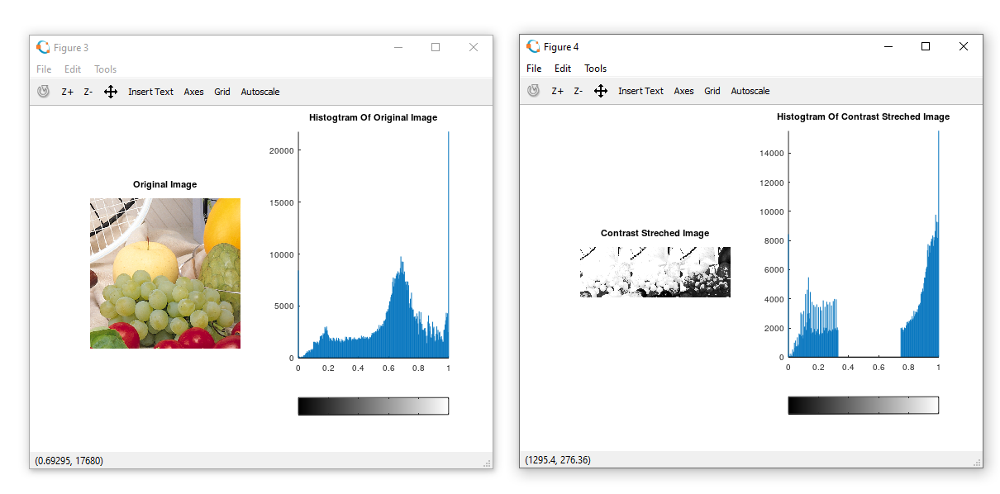 Figure 3
File Edit Tools
Z+ Z- Insert Text Axes Grid Autoscale
Histogram Of Original Image
Original Image
20000
15000
10000
5000
0
0 0.2 0.4 0.6 0.8 1
(0.69295, 17680)
Figure 4
File Edit Tools
Z+ Z- Insert Text Axes Grid Autoscale
Histogram Of Contrast Streched Image
Contrast Streched Image
14000
12000
10000
8000
6000
4000
2000
0
0 0.2 0.4 0.6 0.8 1
(1295.4, 276.36)